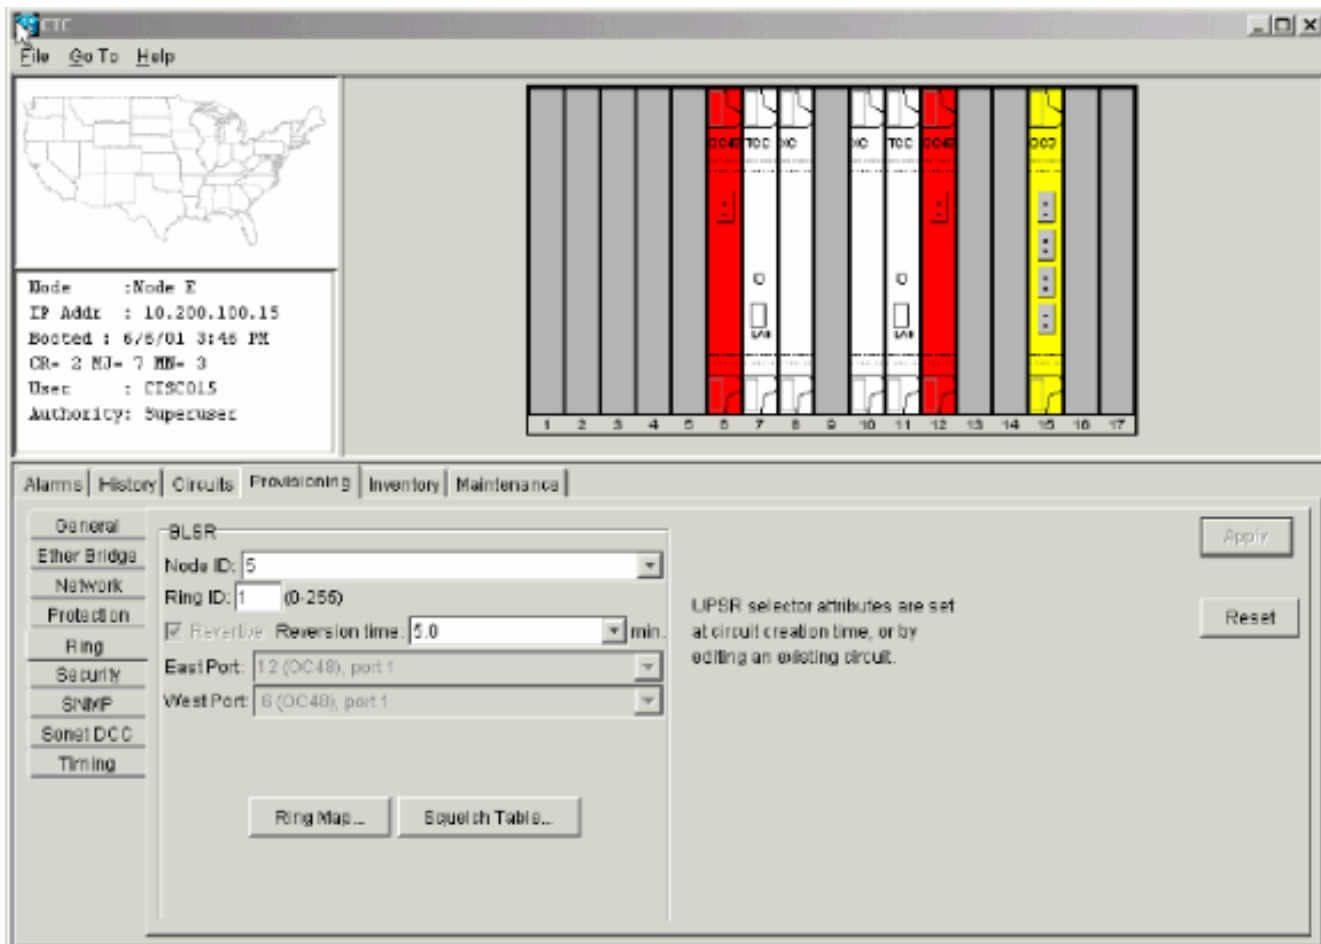 CTC
File Go To Help
OC48 TCC XC XC TCC OC48 OC3
Node :Node E
IP Addr : 10.200.100.15
Booted : 6/6/01 3:46 PM
CR= 2 MJ= 7 MN= 3
User : CISCO15
Authority: Superuser
LAN LAN
1 2 3 4 5 6 7 8 9 10 11 12 13 14 15 16 17
Alarms History Circuits Provisioning Inventory Maintenance
General
Ether Bridge
Network
Protection
Ring
Security
SNMP
Sonet DCC
Timing
BLSR
Node ID: 5
Ring ID: 1 (0-255)
Revertive Reversion time: 5.0 min.
East Port: 12 (OC48), port 1
West Port: 6 (OC48), port 1
Ring Map... Squelch Table...
UPSR selector attributes are set
at circuit creation time, or by
editing an existing circuit.
Apply
Reset